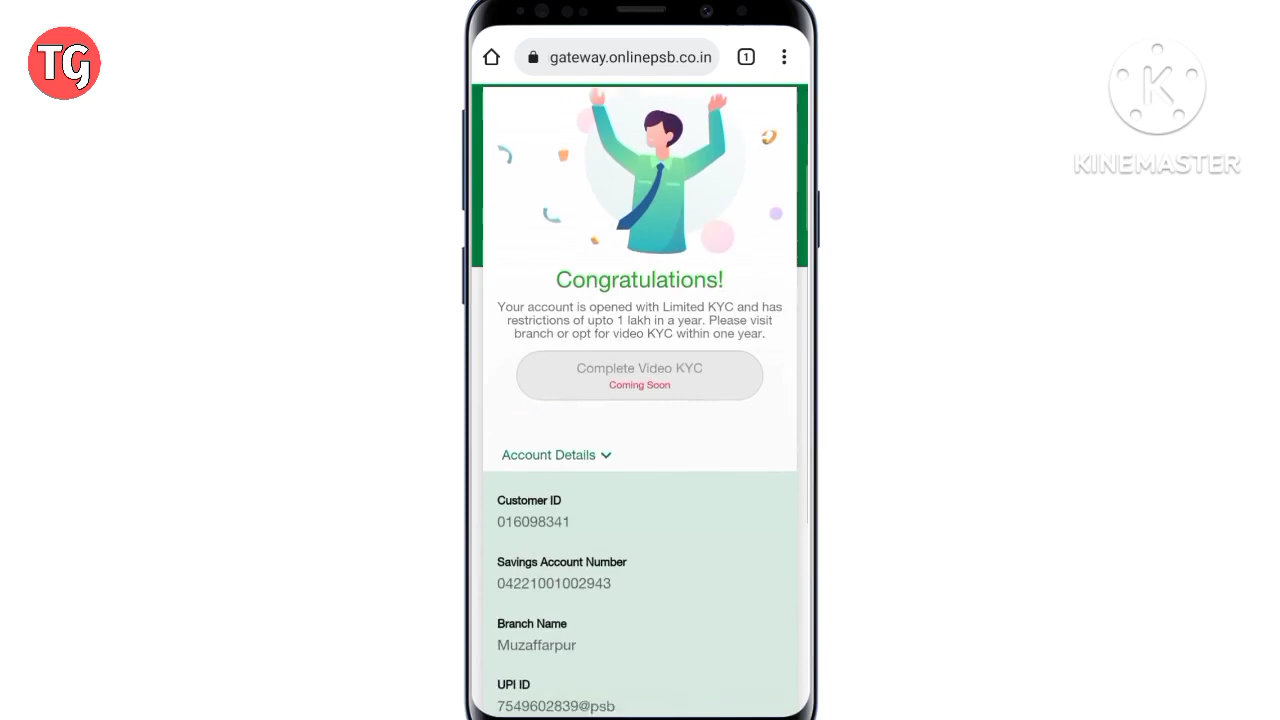 TG
gateway.onlinepsb.co.in
1
K
KINEMASTER
Congratulations!
Your account is opened with Limited KYC and has
restrictions of upto 1 lakh in a year. Please visit
branch or opt for video KYC within one year.
Complete Video KYC
Coming Soon
Account Details
Customer ID
016098341
Savings Account Number
04221001002943
Branch Name
Muzaffarpur
UPI ID
7549602839@psb